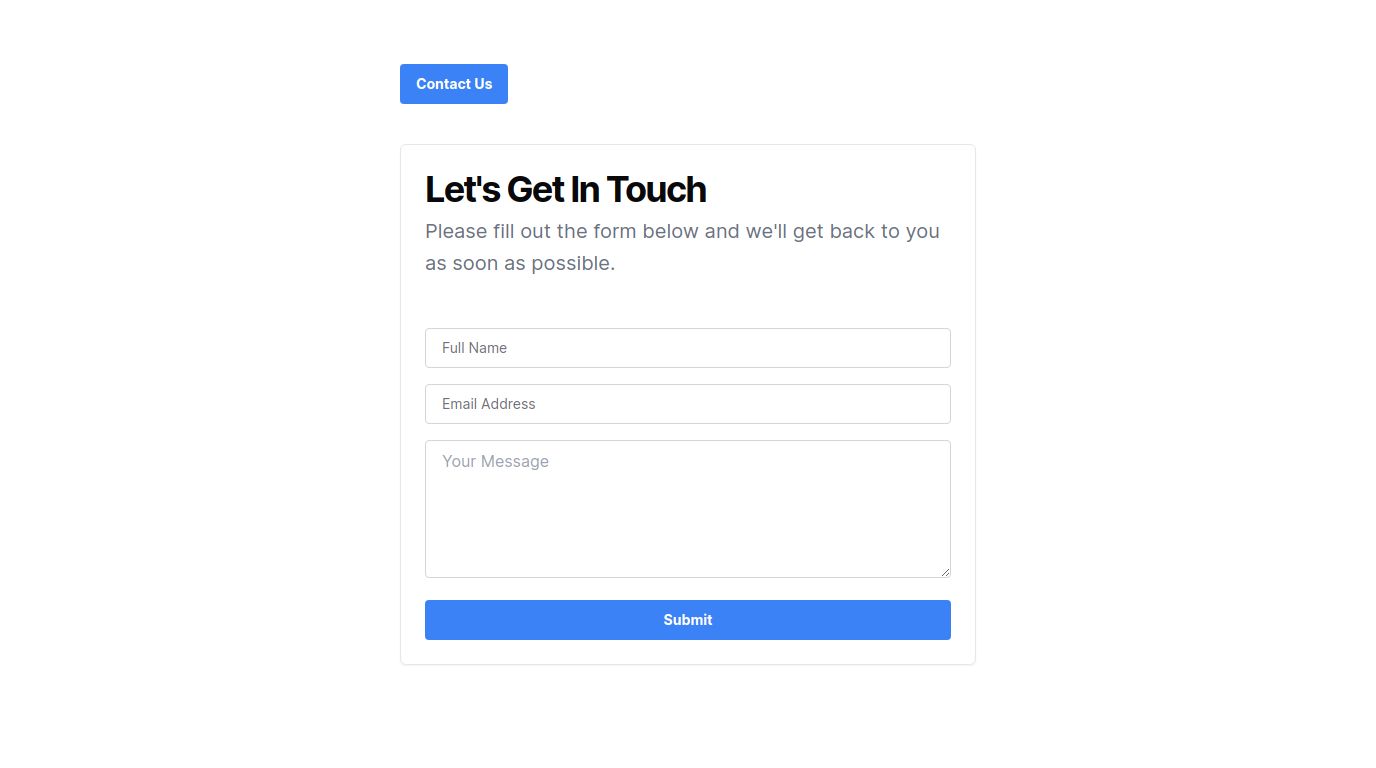 Contact Us
Let's Get In Touch
Please fill out the form below and we'll get back to you
as soon as possible.
Full Name
Email Address
Your Message
Submit